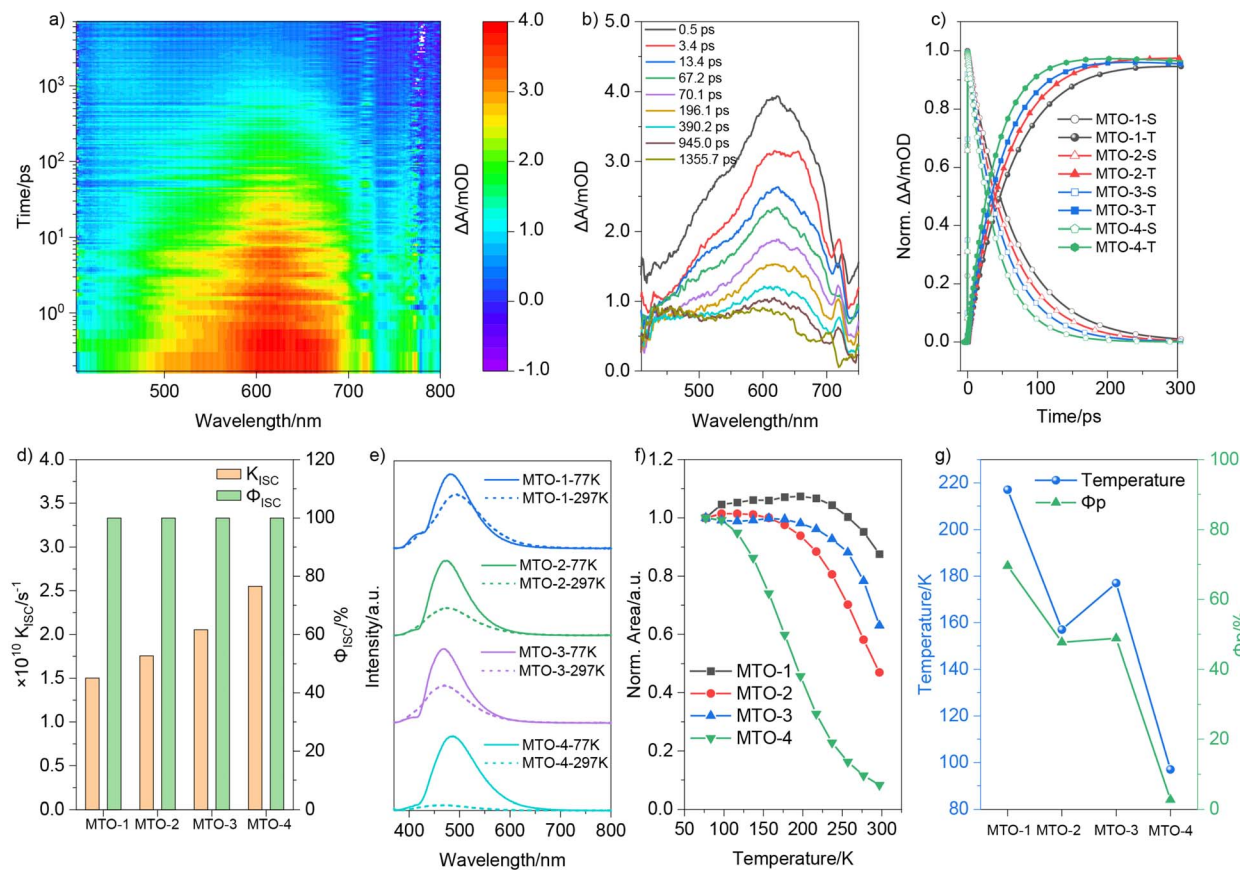 a)
4.0
3.0
2.0
1.0
0.0
-1.0
ΔA/mOD
10³
10²
10¹
10⁰
Time/ps
500 600 700 800
Wavelength/nm
b)
5.0
4.0
3.0
2.0
1.0
0.0
ΔA/mOD
0.5 ps
3.4 ps
13.4 ps
67.2 ps
70.1 ps
196.1 ps
390.2 ps
945.0 ps
1355.7 ps
500 600 700
Wavelength/nm
c)
1.0
0.8
0.6
0.4
0.2
0.0
Norm. ΔA/mOD
MTO-1-S
MTO-1-T
MTO-2-S
MTO-2-T
MTO-3-S
MTO-3-T
MTO-4-S
MTO-4-T
0 100 200 300
Time/ps
d)
4.0
3.5
3.0
2.5
2.0
1.5
1.0
0.5
0.0
×10¹⁰ K_ISC/s⁻¹
K_ISC
Φ_ISC
120
100
80
60
40
20
0
Φ_ISC/%
MTO-1 MTO-2 MTO-3 MTO-4
e)
Intensity/a.u.
MTO-1-77K
MTO-1-297K
MTO-2-77K
MTO-2-297K
MTO-3-77K
MTO-3-297K
MTO-4-77K
MTO-4-297K
400 500 600 700 800
Wavelength/nm
f)
1.2
1.0
0.8
0.6
0.4
0.2
0.0
Norm. Area/a.u.
MTO-1
MTO-2
MTO-3
MTO-4
50 100 150 200 250 300
Temperature/K
g)
220
200
180
160
140
120
100
80
Temperature/K
Temperature
Φp
100
80
60
40
20
0
Φp/%
MTO-1 MTO-2 MTO-3 MTO-4